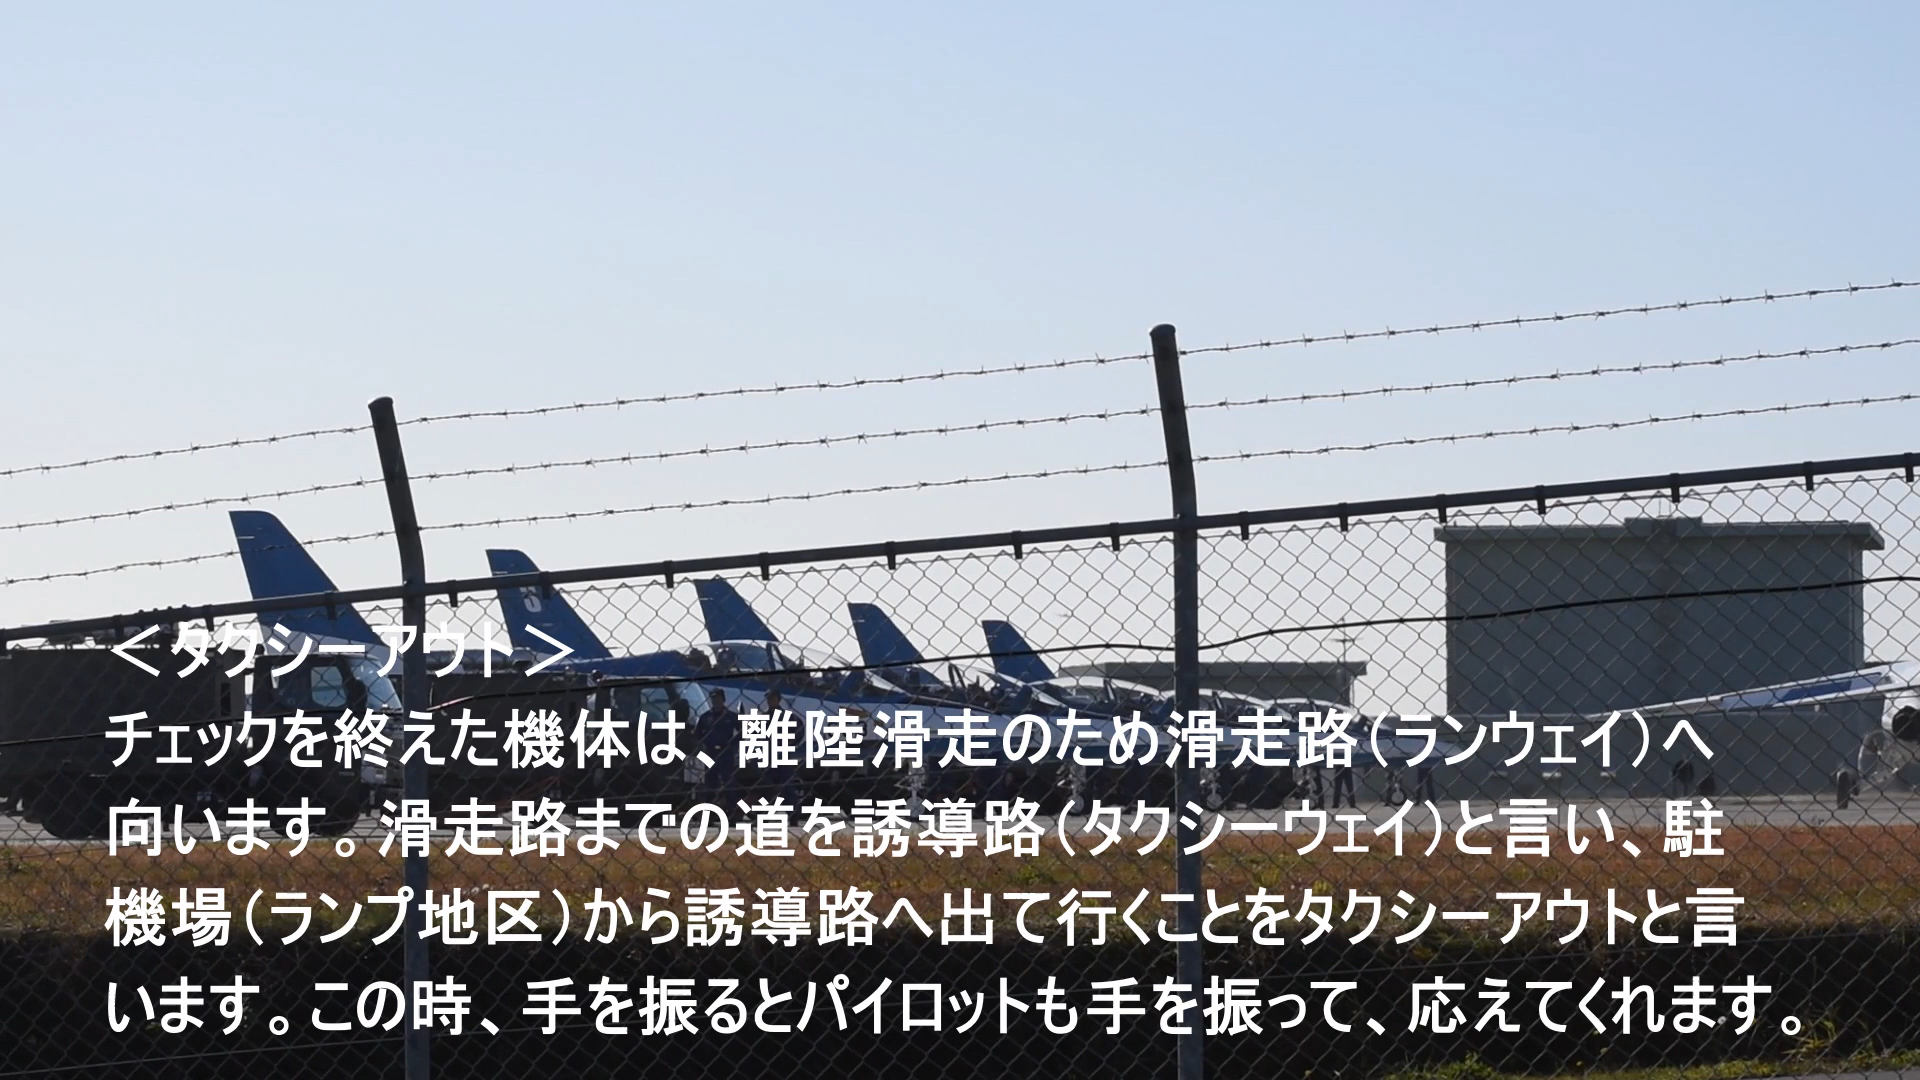 ＜タクシーアウト＞
チェックを終えた機体は、離陸滑走のため滑走路（ランウェイ）へ
向います。滑走路までの道を誘導路（タクシーウェイ）と言い、駐
機場（ランプ地区）から誘導路へ出て行くことをタクシーアウトと言
います。この時、手を振るとパイロットも手を振って、応えてくれます。